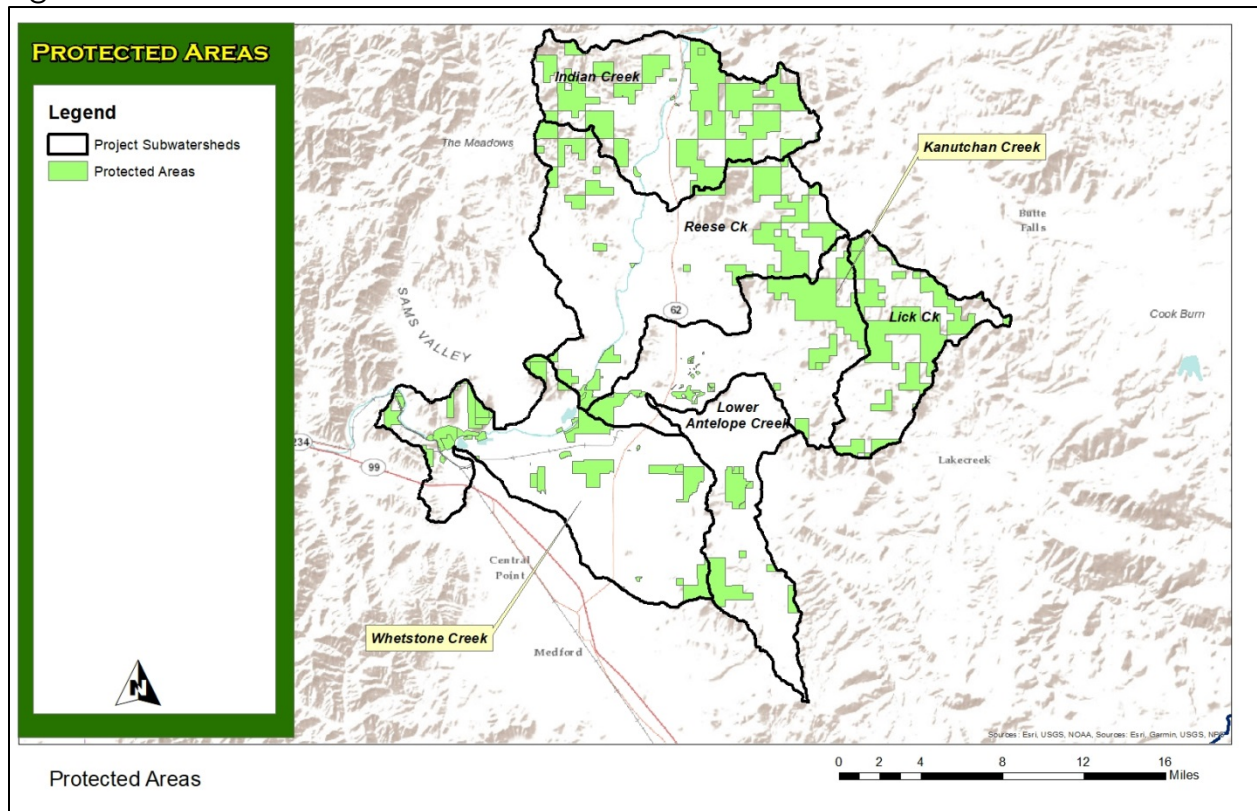 PROTECTED AREAS
Legend
Project Subwatersheds
Protected Areas
N
Indian Creek
The Meadows
Kanutchan Creek
Reese Ck
Butte
Falls
SAMS VALLEY
62
Lick Ck
Cook Burn
Lower
Antelope Creek
234
99
Lakecreek
Central
Point
Whetstone Creek
Medford
Sources: Esri, USGS, NOAA, Sources: Esri, Garmin, USGS, NPS
Protected Areas
0 2 4 8 12 16
Miles